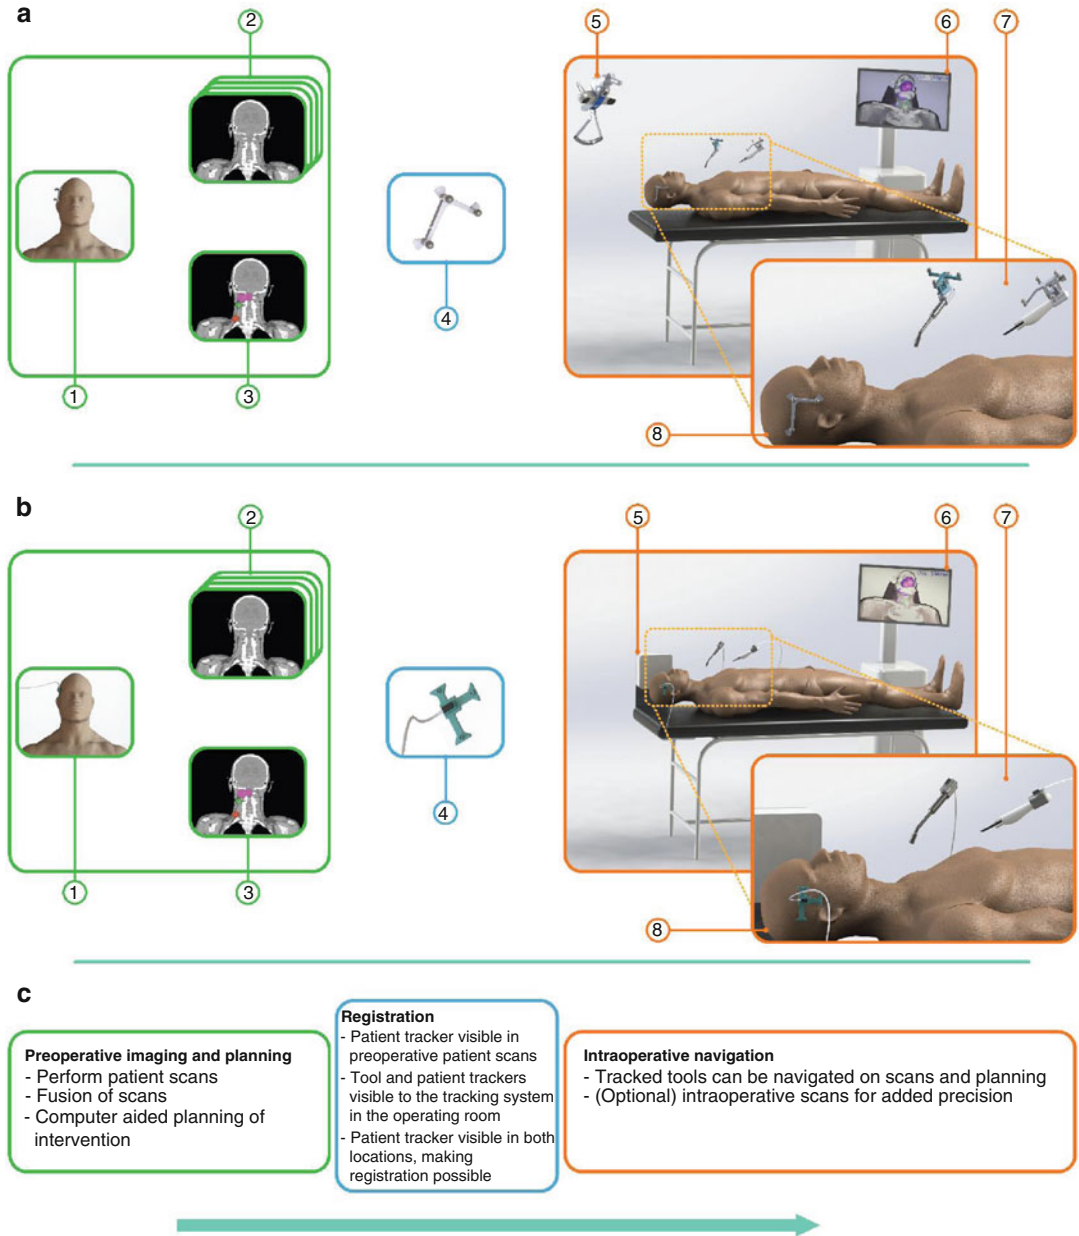 a
2
5
6
7
4
1
3
8
b
2
5
6
7
4
1
3
8
c
Preoperative imaging and planning
- Perform patient scans
- Fusion of scans
- Computer aided planning of
intervention
Registration
- Patient tracker visible in
preoperative patient scans
- Tool and patient trackers
visible to the tracking system
in the operating room
- Patient tracker visible in both
locations, making
registration possible
Intraoperative navigation
- Tracked tools can be navigated on scans and planning
- (Optional) intraoperative scans for added precision